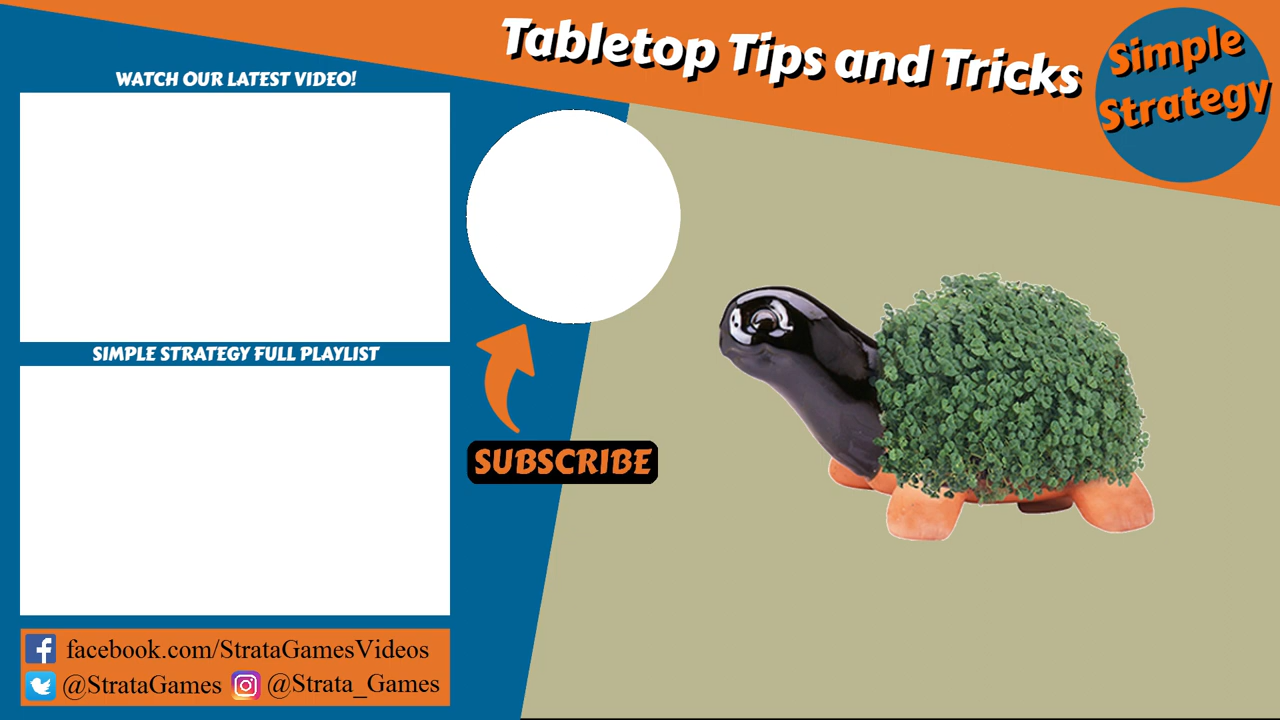 Tabletop Tips and Tricks
Simple
Strategy
WATCH OUR LATEST VIDEO!
SIMPLE STRATEGY FULL PLAYLIST
SUBSCRIBE
facebook.com/StrataGamesVideos
@StrataGames @Strata_Games